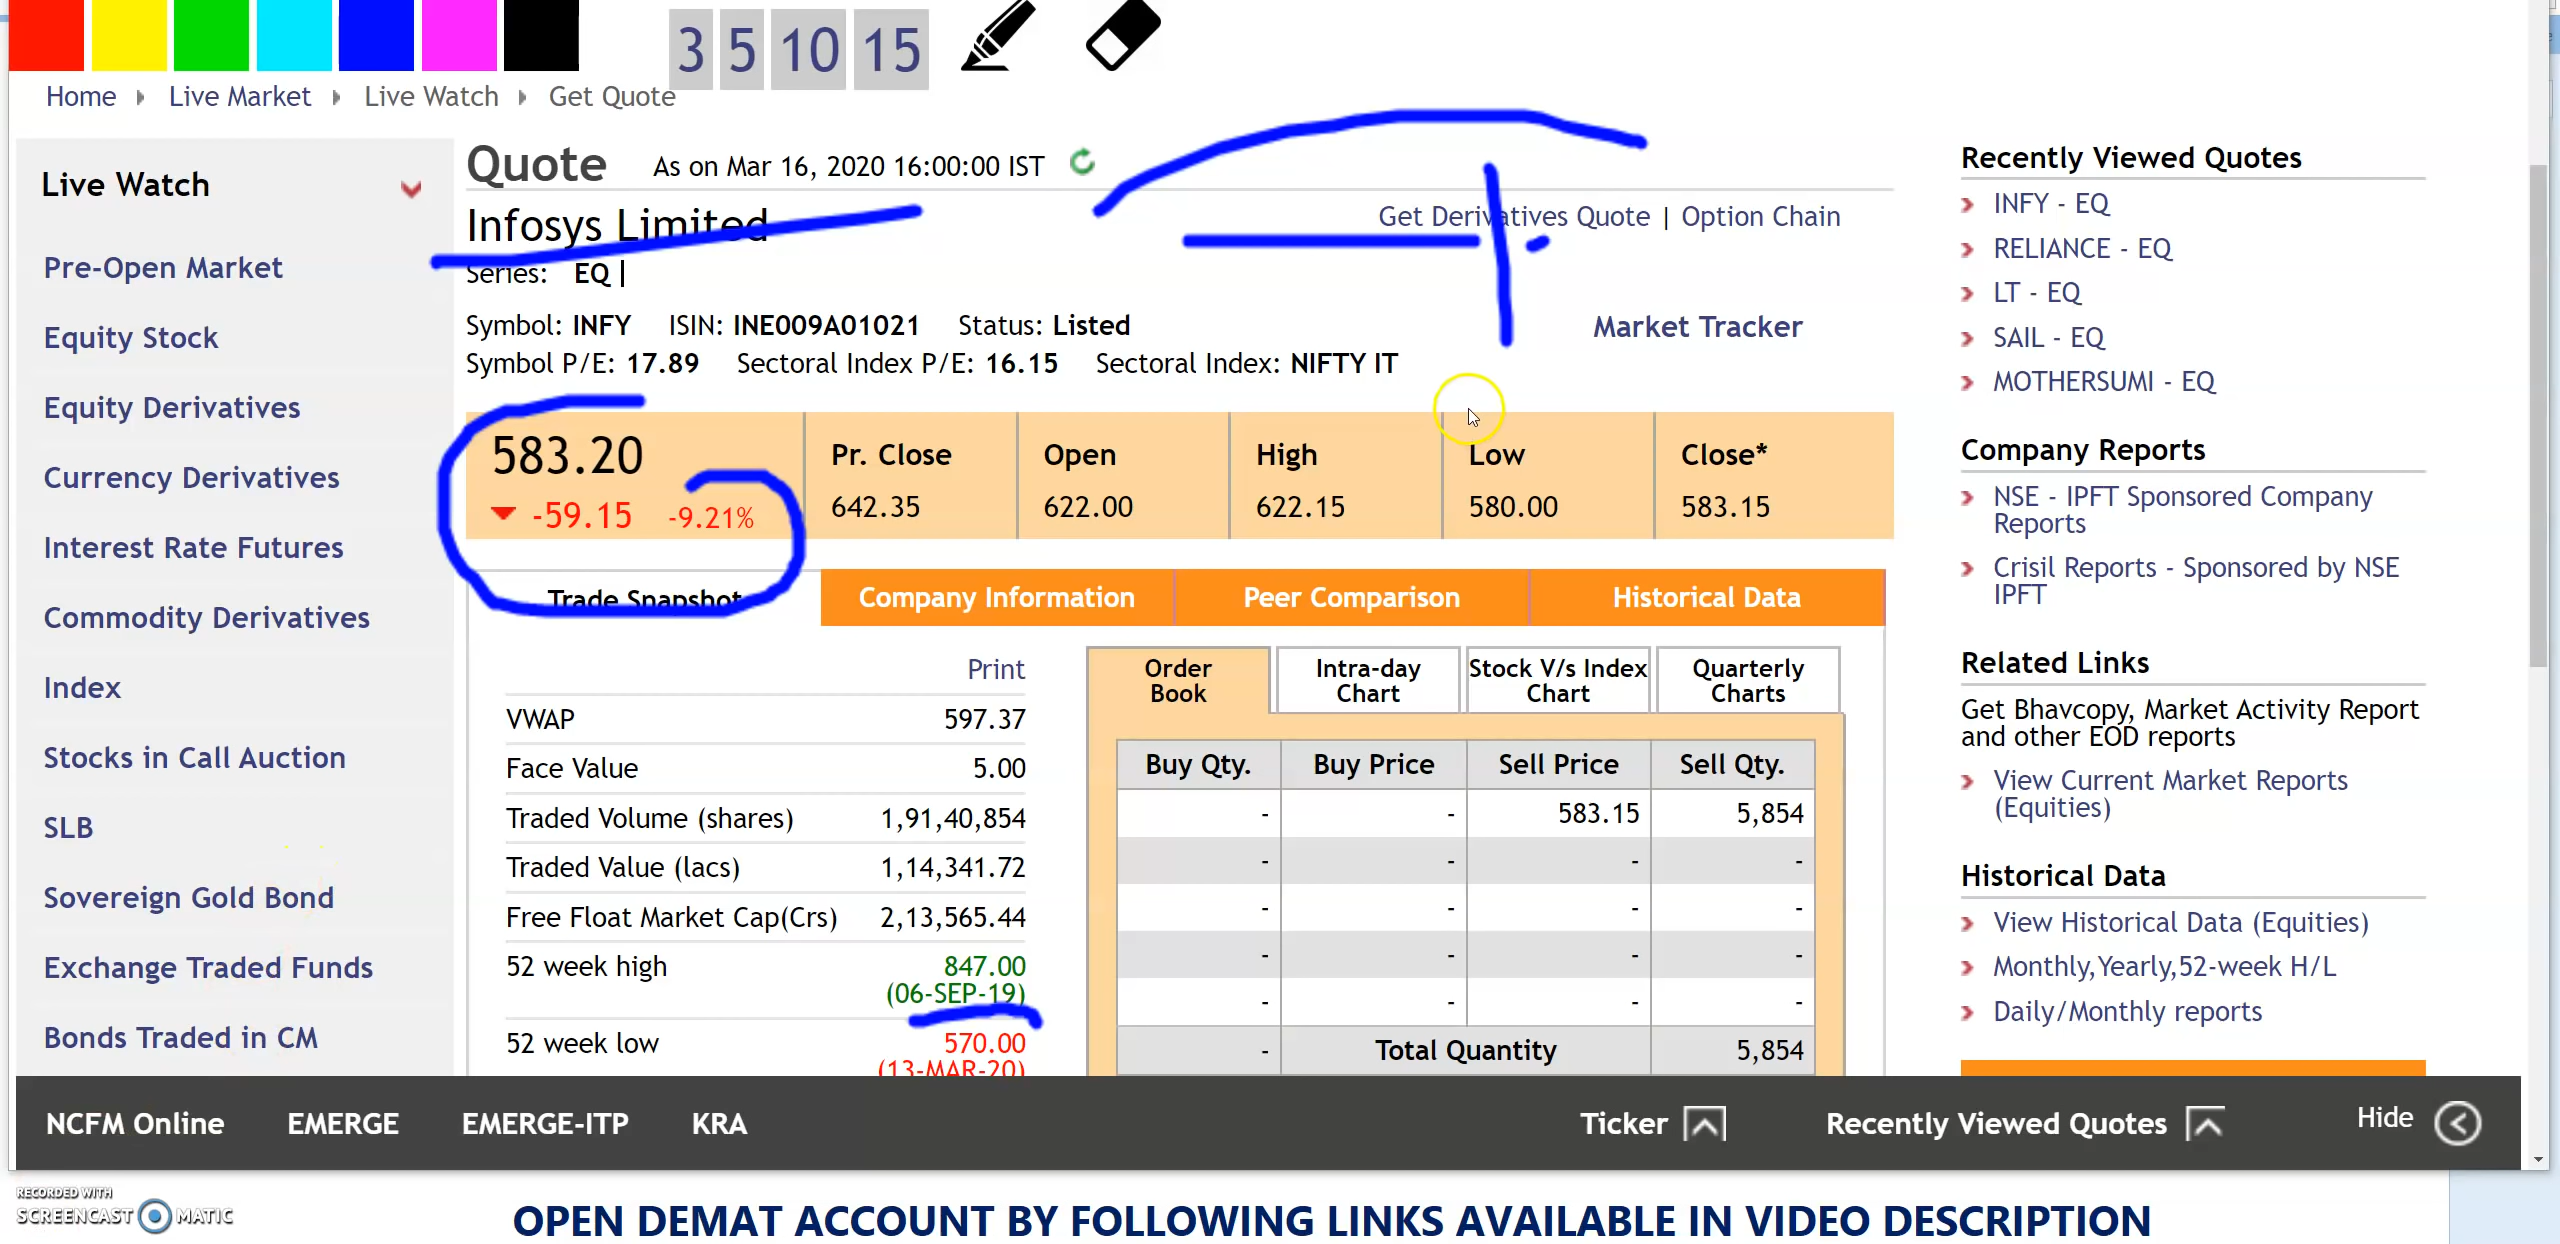 3 5 10 15
Home Live Market Live Watch Get Quote
Live Watch
Pre-Open Market
Equity Stock
Equity Derivatives
Currency Derivatives
Interest Rate Futures
Commodity Derivatives
Index
Stocks in Call Auction
SLB
Sovereign Gold Bond
Exchange Traded Funds
Bonds Traded in CM
Quote As on Mar 16, 2020 16:00:00 IST
Infosys Limited
Get Derivatives Quote | Option Chain
Series: EQ |
Symbol: INFY ISIN: INE009A01021 Status: Listed
Market Tracker
Symbol P/E: 17.89 Sectoral Index P/E: 16.15 Sectoral Index: NIFTY IT
583.20
-59.15 -9.21%
Pr. Close Open High Low Close*
642.35 622.00 622.15 580.00 583.15
Trade Snapshot Company Information Peer Comparison Historical Data
Print
VWAP 597.37
Face Value 5.00
Traded Volume (shares) 1,91,40,854
Traded Value (lacs) 1,14,341.72
Free Float Market Cap(Crs) 2,13,565.44
52 week high 847.00
(06-SEP-19)
52 week low 570.00
(13-MAR-20)
Order Book
Intra-day Chart
Stock V/s Index Chart
Quarterly Charts
Buy Qty. Buy Price Sell Price Sell Qty.
- - 583.15 5,854
- - - -
- - - -
- - - -
- - - -
- Total Quantity 5,854
Recently Viewed Quotes
INFY - EQ
RELIANCE - EQ
LT - EQ
SAIL - EQ
MOTHERSUMI - EQ
Company Reports
NSE - IPFT Sponsored Company
Reports
Crisil Reports - Sponsored by NSE
IPFT
Related Links
Get Bhavcopy, Market Activity Report
and other EOD reports
View Current Market Reports
(Equities)
Historical Data
View Historical Data (Equities)
Monthly,Yearly,52-week H/L
Daily/Monthly reports
NCFM Online EMERGE EMERGE-ITP KRA Ticker Recently Viewed Quotes Hide
RECORDED WITH
SCREENCAST MATIC
OPEN DEMAT ACCOUNT BY FOLLOWING LINKS AVAILABLE IN VIDEO DESCRIPTION